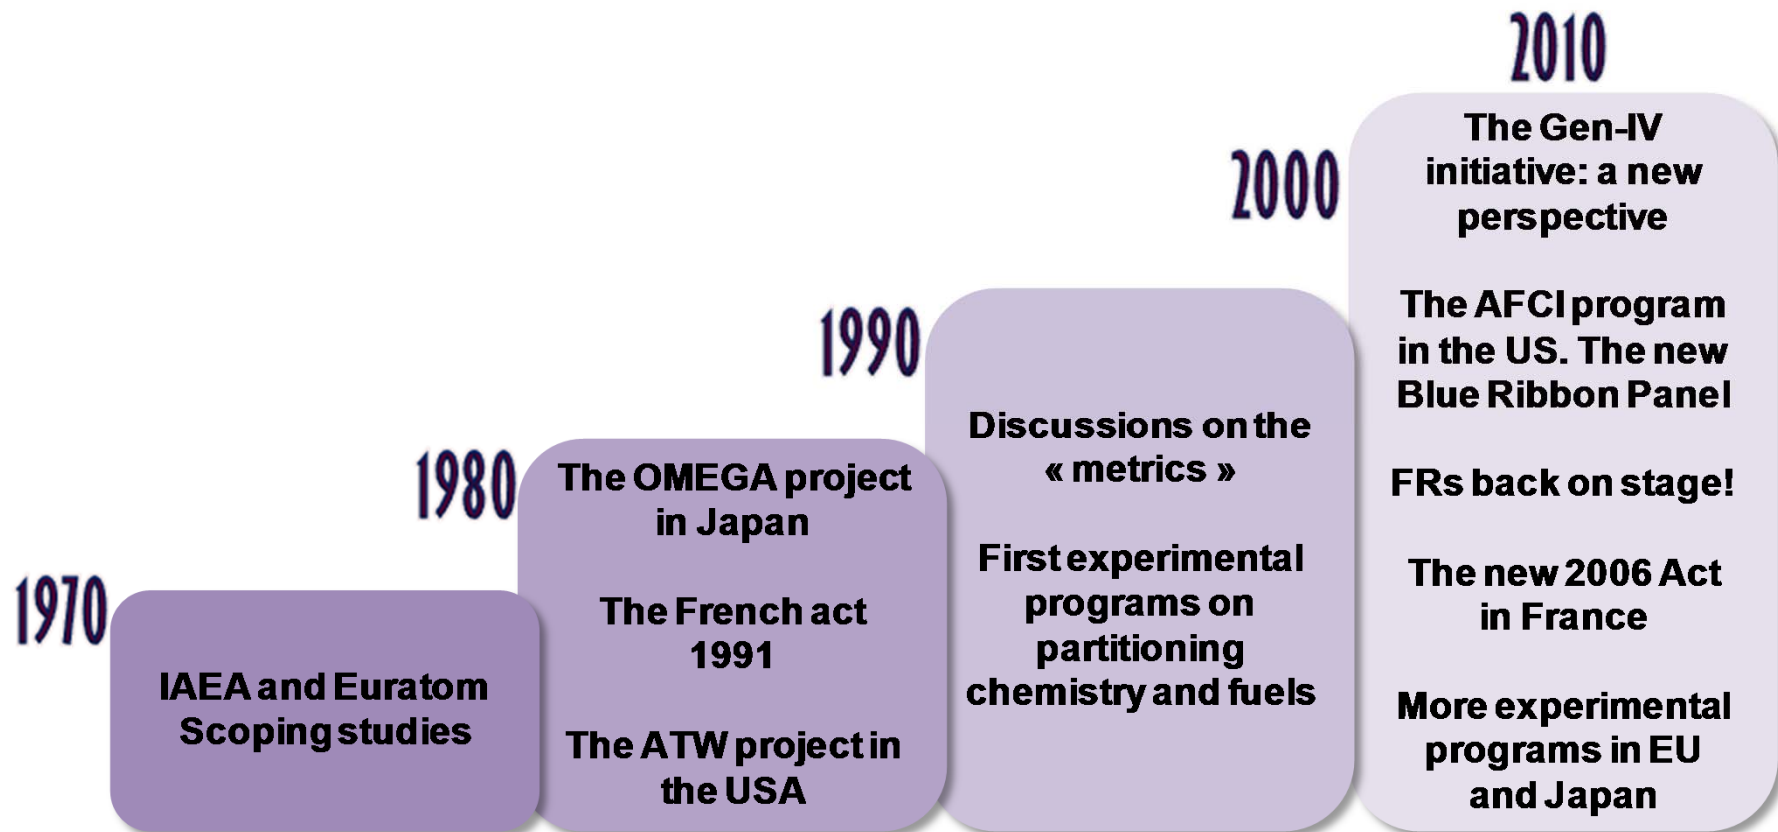 1970
IAEA and Euratom
Scoping studies
1980
The OMEGA project
in Japan
The French act
1991
The ATW project in
the USA
1990
Discussions on the
« metrics »
First experimental
programs on
partitioning
chemistry and fuels
2000
2010
The Gen-IV
initiative: a new
perspective
The AFCI program
in the US. The new
Blue Ribbon Panel
FRs back on stage!
The new 2006 Act
in France
More experimental
programs in EU
and Japan